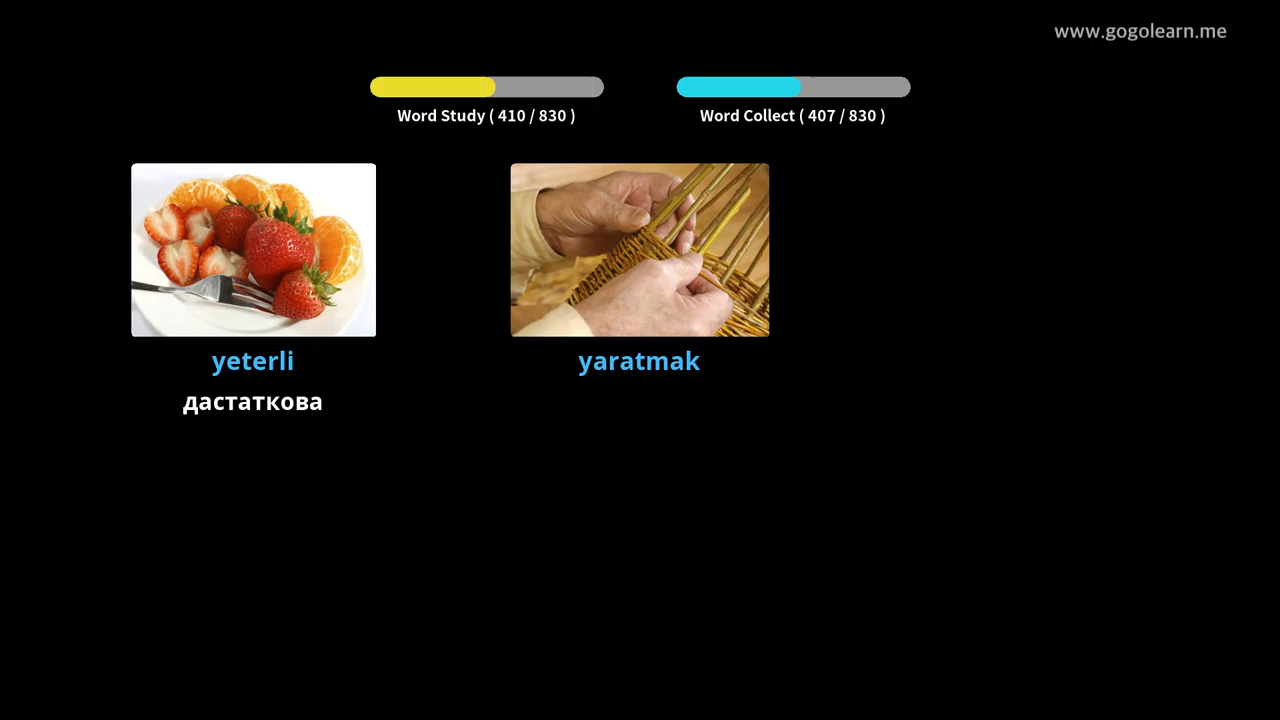 www.gogolearn.me
Word Study ( 410 / 830 )
Word Collect ( 407 / 830 )
yeterli
yaratmak
дастаткова